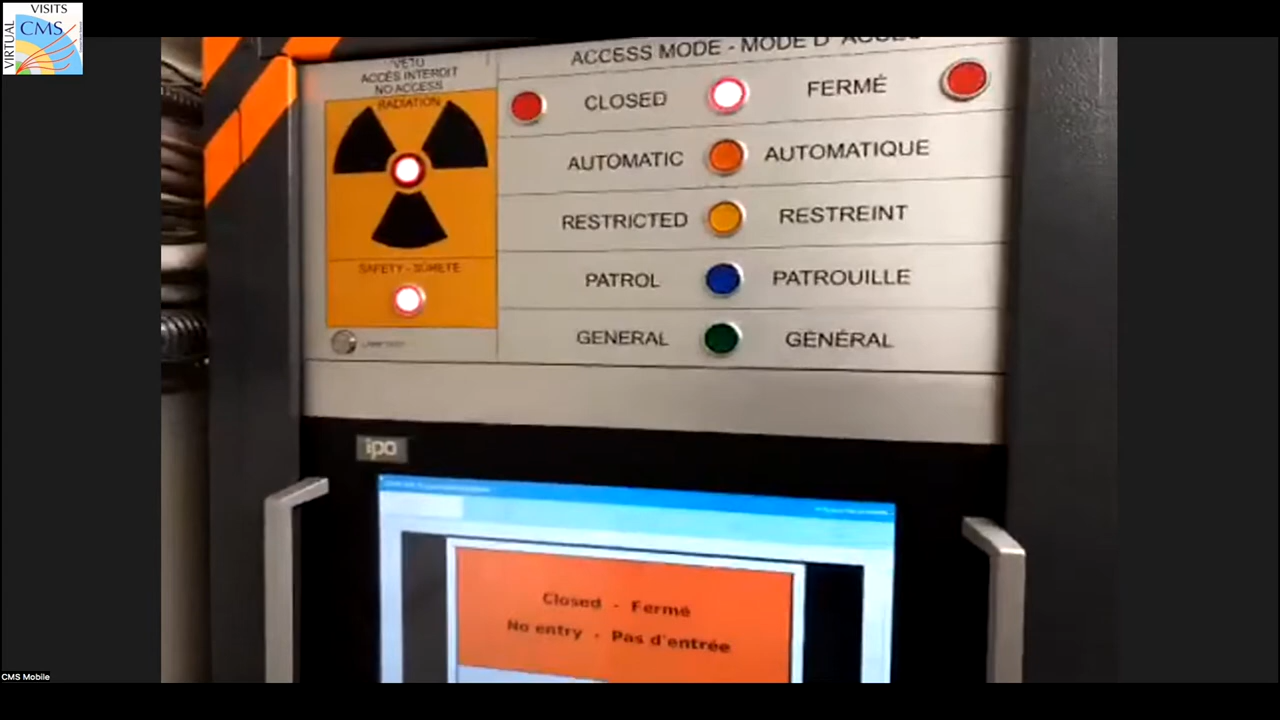 VIRTUAL
VISITS
CMS
VETO
ACCÈS INTERDIT
NO ACCESS
RADIATION
SAFETY - SÛRETÉ
ACCESS MODE - MODE D'
CLOSED FERMÉ
AUTOMATIC AUTOMATIQUE
RESTRICTED RESTREINT
PATROL PATROUILLE
GENERAL GÉNÉRAL
ipo
Closed - Fermé
No entry - Pas d'entrée
CMS Mobile